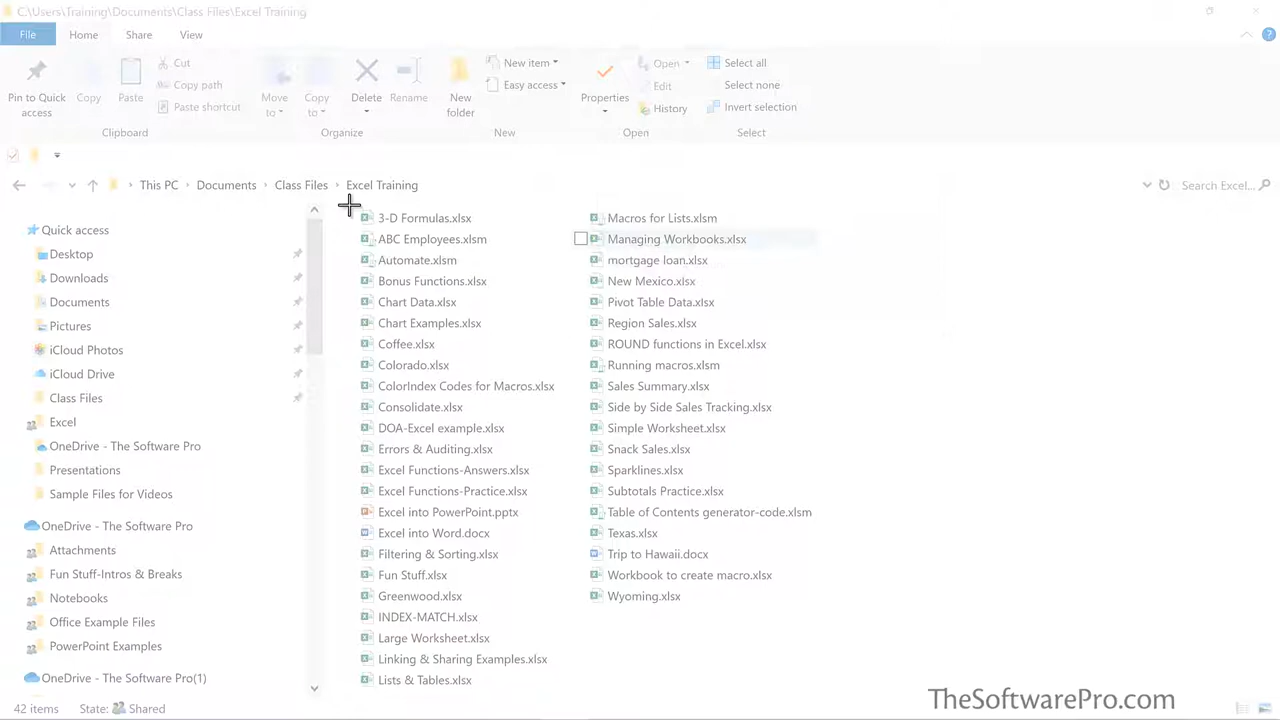 C:\Users\Training\Documents\Class Files\Excel Training
File Home Share View
Pin to Quick access
Copy
Paste
Cut
Copy path
Paste shortcut
Clipboard
Move to
Copy to
Delete
Rename
Organize
New folder
New item
Easy access
New
Properties
Open
Edit
History
Open
Select all
Select none
Invert selection
Select
This PC › Documents › Class Files › Excel Training
Search Excel...
Quick access
Desktop
Downloads
Documents
Pictures
iCloud Photos
iCloud Drive
Class Files
Excel
OneDrive - The Software Pro
Presentations
Sample Files for Videos
OneDrive - The Software Pro
Attachments
Fun Stuff-Intros & Breaks
Notebooks
Office Example Files
PowerPoint Examples
OneDrive - The Software Pro(1)
3-D Formulas.xlsx
ABC Employees.xlsm
Automate.xlsm
Bonus Functions.xlsx
Chart Data.xlsx
Chart Examples.xlsx
Coffee.xlsx
Colorado.xlsx
ColorIndex Codes for Macros.xlsx
Consolidate.xlsx
DOA-Excel example.xlsx
Errors & Auditing.xlsx
Excel Functions-Answers.xlsx
Excel Functions-Practice.xlsx
Excel into PowerPoint.pptx
Excel into Word.docx
Filtering & Sorting.xlsx
Fun Stuff.xlsx
Greenwood.xlsx
INDEX-MATCH.xlsx
Large Worksheet.xlsx
Linking & Sharing Examples.xlsx
Lists & Tables.xlsx
Macros for Lists.xlsm
Managing Workbooks.xlsx
mortgage loan.xlsx
New Mexico.xlsx
Pivot Table Data.xlsx
Region Sales.xlsx
ROUND functions in Excel.xlsx
Running macros.xlsm
Sales Summary.xlsx
Side by Side Sales Tracking.xlsx
Simple Worksheet.xlsx
Snack Sales.xlsx
Sparklines.xlsx
Subtotals Practice.xlsx
Table of Contents generator-code.xlsm
Texas.xlsx
Trip to Hawaii.docx
Workbook to create macro.xlsx
Wyoming.xlsx
42 items State: Shared
TheSoftwarePro.com